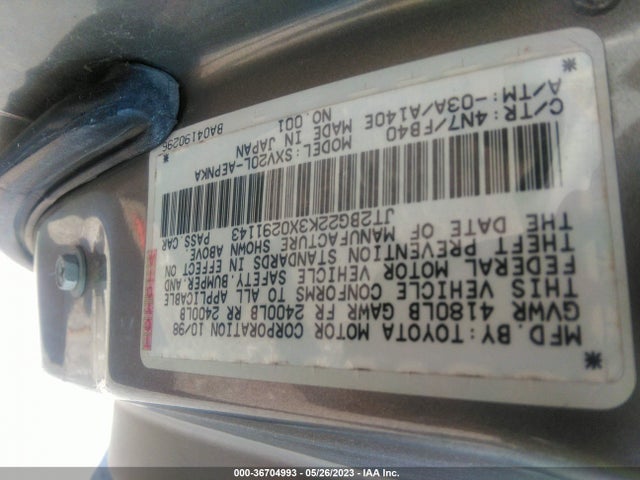 MFD.BY:TOYOTA MOTOR CORPORATION 10/98
GVWR 4180LB GAWR FR 2400LB RR 2400LB
THIS VEHICLE CONFORMS TO ALL APPLICABLE
FEDERAL MOTOR VEHICLE SAFETY,BUMPER,AND
THEFT PREVENTION STANDARDS IN EFFECT ON
THE DATE OF MANUFACTURE SHOWN ABOVE
JT2BG22K3X0291143 PASS CAR
C/TR:4N7/FB40 MODEL:SXV20L-AEPNKA
A/TM:-03A/A140E MADE IN JAPAN
NO.001
BA04190296
000-36704993 - 05/26/2023 - IAA Inc.